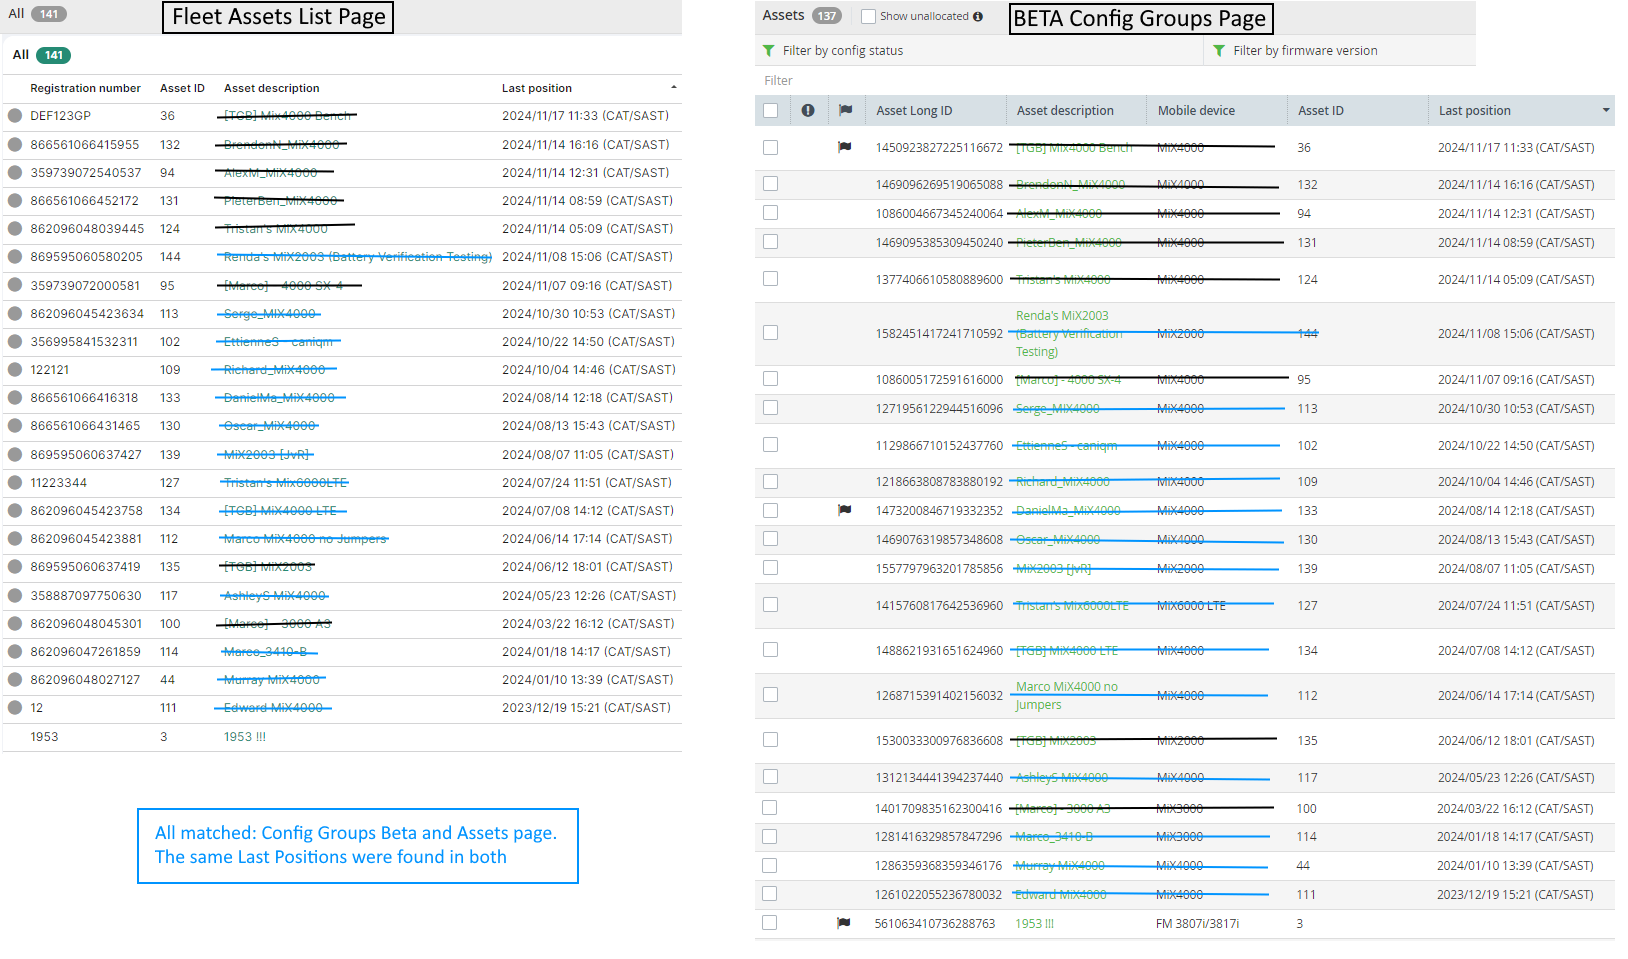 All 141
Fleet Assets List Page
All 141
Registration number Asset ID Asset description Last position
DEF123GP 36 [TGB] Mix4000 Bench 2024/11/17 11:33 (CAT/SAST)
866561066415955 132 BrendonN_MiX4000 2024/11/14 16:16 (CAT/SAST)
359739072540537 94 AlexM_MiX4000 2024/11/14 12:31 (CAT/SAST)
866561066452172 131 PieterBen_MiX4000 2024/11/14 08:59 (CAT/SAST)
862096048039445 124 Tristan's MiX4000 2024/11/14 05:09 (CAT/SAST)
869595060580205 144 Renda's MiX2003 (Battery Verification Testing) 2024/11/08 15:06 (CAT/SAST)
359739072000581 95 [Marco] - 4000 SX-4 2024/11/07 09:16 (CAT/SAST)
862096045423634 113 Serge_MIX4000 2024/10/30 10:53 (CAT/SAST)
356995841532311 102 EttienneS - caniqm 2024/10/22 14:50 (CAT/SAST)
122121 109 Richard_MiX4000 2024/10/04 14:46 (CAT/SAST)
866561066416318 133 DanielMa_MiX4000 2024/08/14 12:18 (CAT/SAST)
866561066431465 130 Oscar_MiX4000 2024/08/13 15:43 (CAT/SAST)
869595060637427 139 MiX2003 [JvR] 2024/08/07 11:05 (CAT/SAST)
11223344 127 Tristan's Mix6000LTE 2024/07/24 11:51 (CAT/SAST)
862096045423758 134 [TGB] MiX4000 LTE 2024/07/08 14:12 (CAT/SAST)
862096045423881 112 Marco MiX4000 no Jumpers 2024/06/14 17:14 (CAT/SAST)
869595060637419 135 [TGB] MiX2003 2024/06/12 18:01 (CAT/SAST)
358887097750630 117 AshleyS MiX4000 2024/05/23 12:26 (CAT/SAST)
862096048045301 100 [Marco] - 3000 A3 2024/03/22 16:12 (CAT/SAST)
862096047261859 114 Marco_3410-B 2024/01/18 14:17 (CAT/SAST)
862096048027127 44 Murray MiX4000 2024/01/10 13:39 (CAT/SAST)
12 111 Edward MiX4000 2023/12/19 15:21 (CAT/SAST)
1953 3 1953 !!!
All matched: Config Groups Beta and Assets page.
The same Last Positions were found in both
Assets 137 Show unallocated
BETA Config Groups Page
Filter by config status Filter by firmware version
Filter
Asset Long ID Asset description Mobile device Asset ID Last position
1450923827225116672 [TGB] Mix4000 Bench MiX4000 36 2024/11/17 11:33 (CAT/SAST)
1469096269519065088 BrendonN_MiX4000 MiX4000 132 2024/11/14 16:16 (CAT/SAST)
1086004667345240064 AlexM_MiX4000 MiX4000 94 2024/11/14 12:31 (CAT/SAST)
1469095385309450240 PieterBen_MiX4000 MiX4000 131 2024/11/14 08:59 (CAT/SAST)
1377406610580889600 Tristan's MiX4000 MiX4000 124 2024/11/14 05:09 (CAT/SAST)
Renda's MiX2003
1582451417241710592 (Battery Verification MiX2000 144 2024/11/08 15:06 (CAT/SAST)
Testing)
1086005172591616000 [Marco] - 4000 SX-4 MiX4000 95 2024/11/07 09:16 (CAT/SAST)
1271956122944516096 Serge_MIX4000 MiX4000 113 2024/10/30 10:53 (CAT/SAST)
1129866710152437760 EttienneS - caniqm MiX4000 102 2024/10/22 14:50 (CAT/SAST)
1218663808783880192 Richard_MiX4000 MiX4000 109 2024/10/04 14:46 (CAT/SAST)
1473200846719332352 DanielMa_MiX4000 MiX4000 133 2024/08/14 12:18 (CAT/SAST)
1469076319857348608 Oscar_MiX4000 MiX4000 130 2024/08/13 15:43 (CAT/SAST)
1557797963201785856 MiX2003 [JvR] MiX2000 139 2024/08/07 11:05 (CAT/SAST)
1415760817642536960 Tristan's Mix6000LTE MiX6000 LTE 127 2024/07/24 11:51 (CAT/SAST)
1488621931651624960 [TGB] MiX4000 LTE MiX4000 134 2024/07/08 14:12 (CAT/SAST)
Marco MiX4000 no
1268715391402156032 MiX4000 112 2024/06/14 17:14 (CAT/SAST)
Jumpers
1530033300976836608 [TGB] MiX2003 MiX2000 135 2024/06/12 18:01 (CAT/SAST)
1312134441394237440 AshleyS MiX4000 MiX4000 117 2024/05/23 12:26 (CAT/SAST)
1401709835162300416 [Marco] - 3000 A3 MiX3000 100 2024/03/22 16:12 (CAT/SAST)
1281416329857847296 Marco_3410-B MiX3000 114 2024/01/18 14:17 (CAT/SAST)
1286359368359346176 Murray MiX4000 MiX4000 44 2024/01/10 13:39 (CAT/SAST)
1261022055236780032 Edward MiX4000 MiX4000 111 2023/12/19 15:21 (CAT/SAST)
561063410736288763 1953 !!! FM 3807i/3817i 3